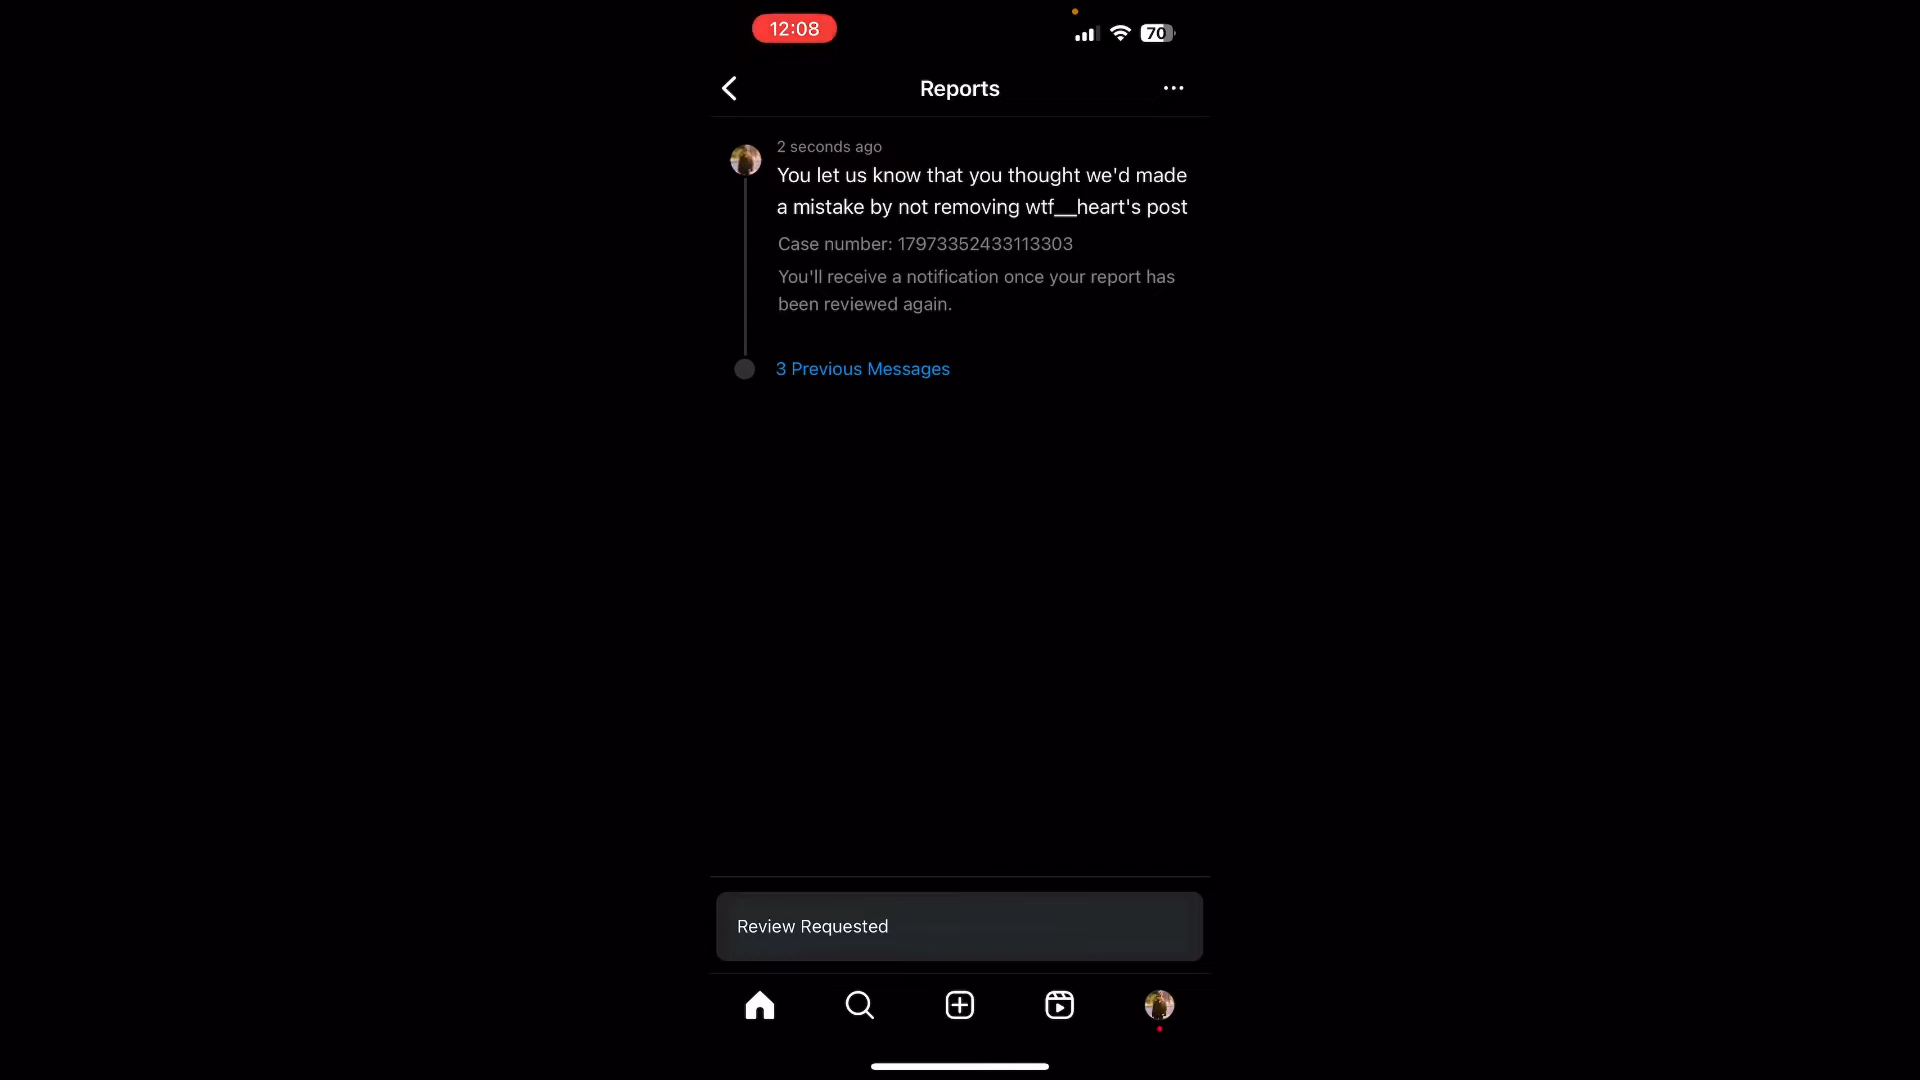 12:08
70
Reports
2 seconds ago
You let us know that you thought we'd made
a mistake by not removing wtf__heart's post
Case number: 17973352433113303
You'll receive a notification once your report has
been reviewed again.
3 Previous Messages
Review Requested